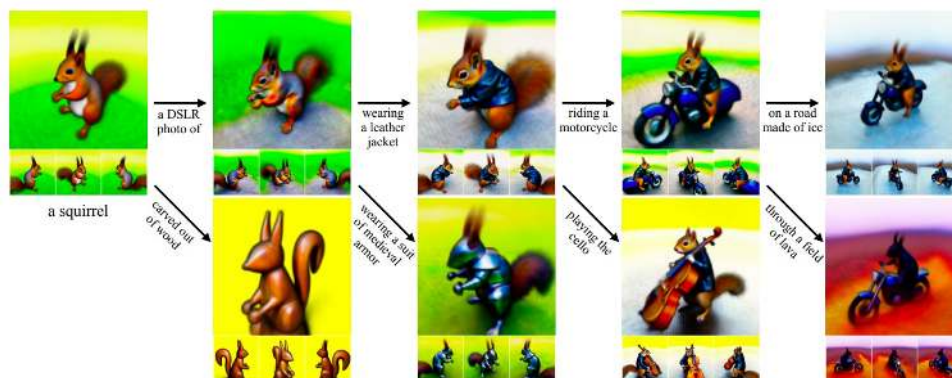 a DSLR
photo of
wearing
a leather
jacket
riding a
motorcycle
on a road
made of ice
a squirrel
carved out
of wood
wearing a suit
of medieval
armor
playing the
cello
through a field
of lava